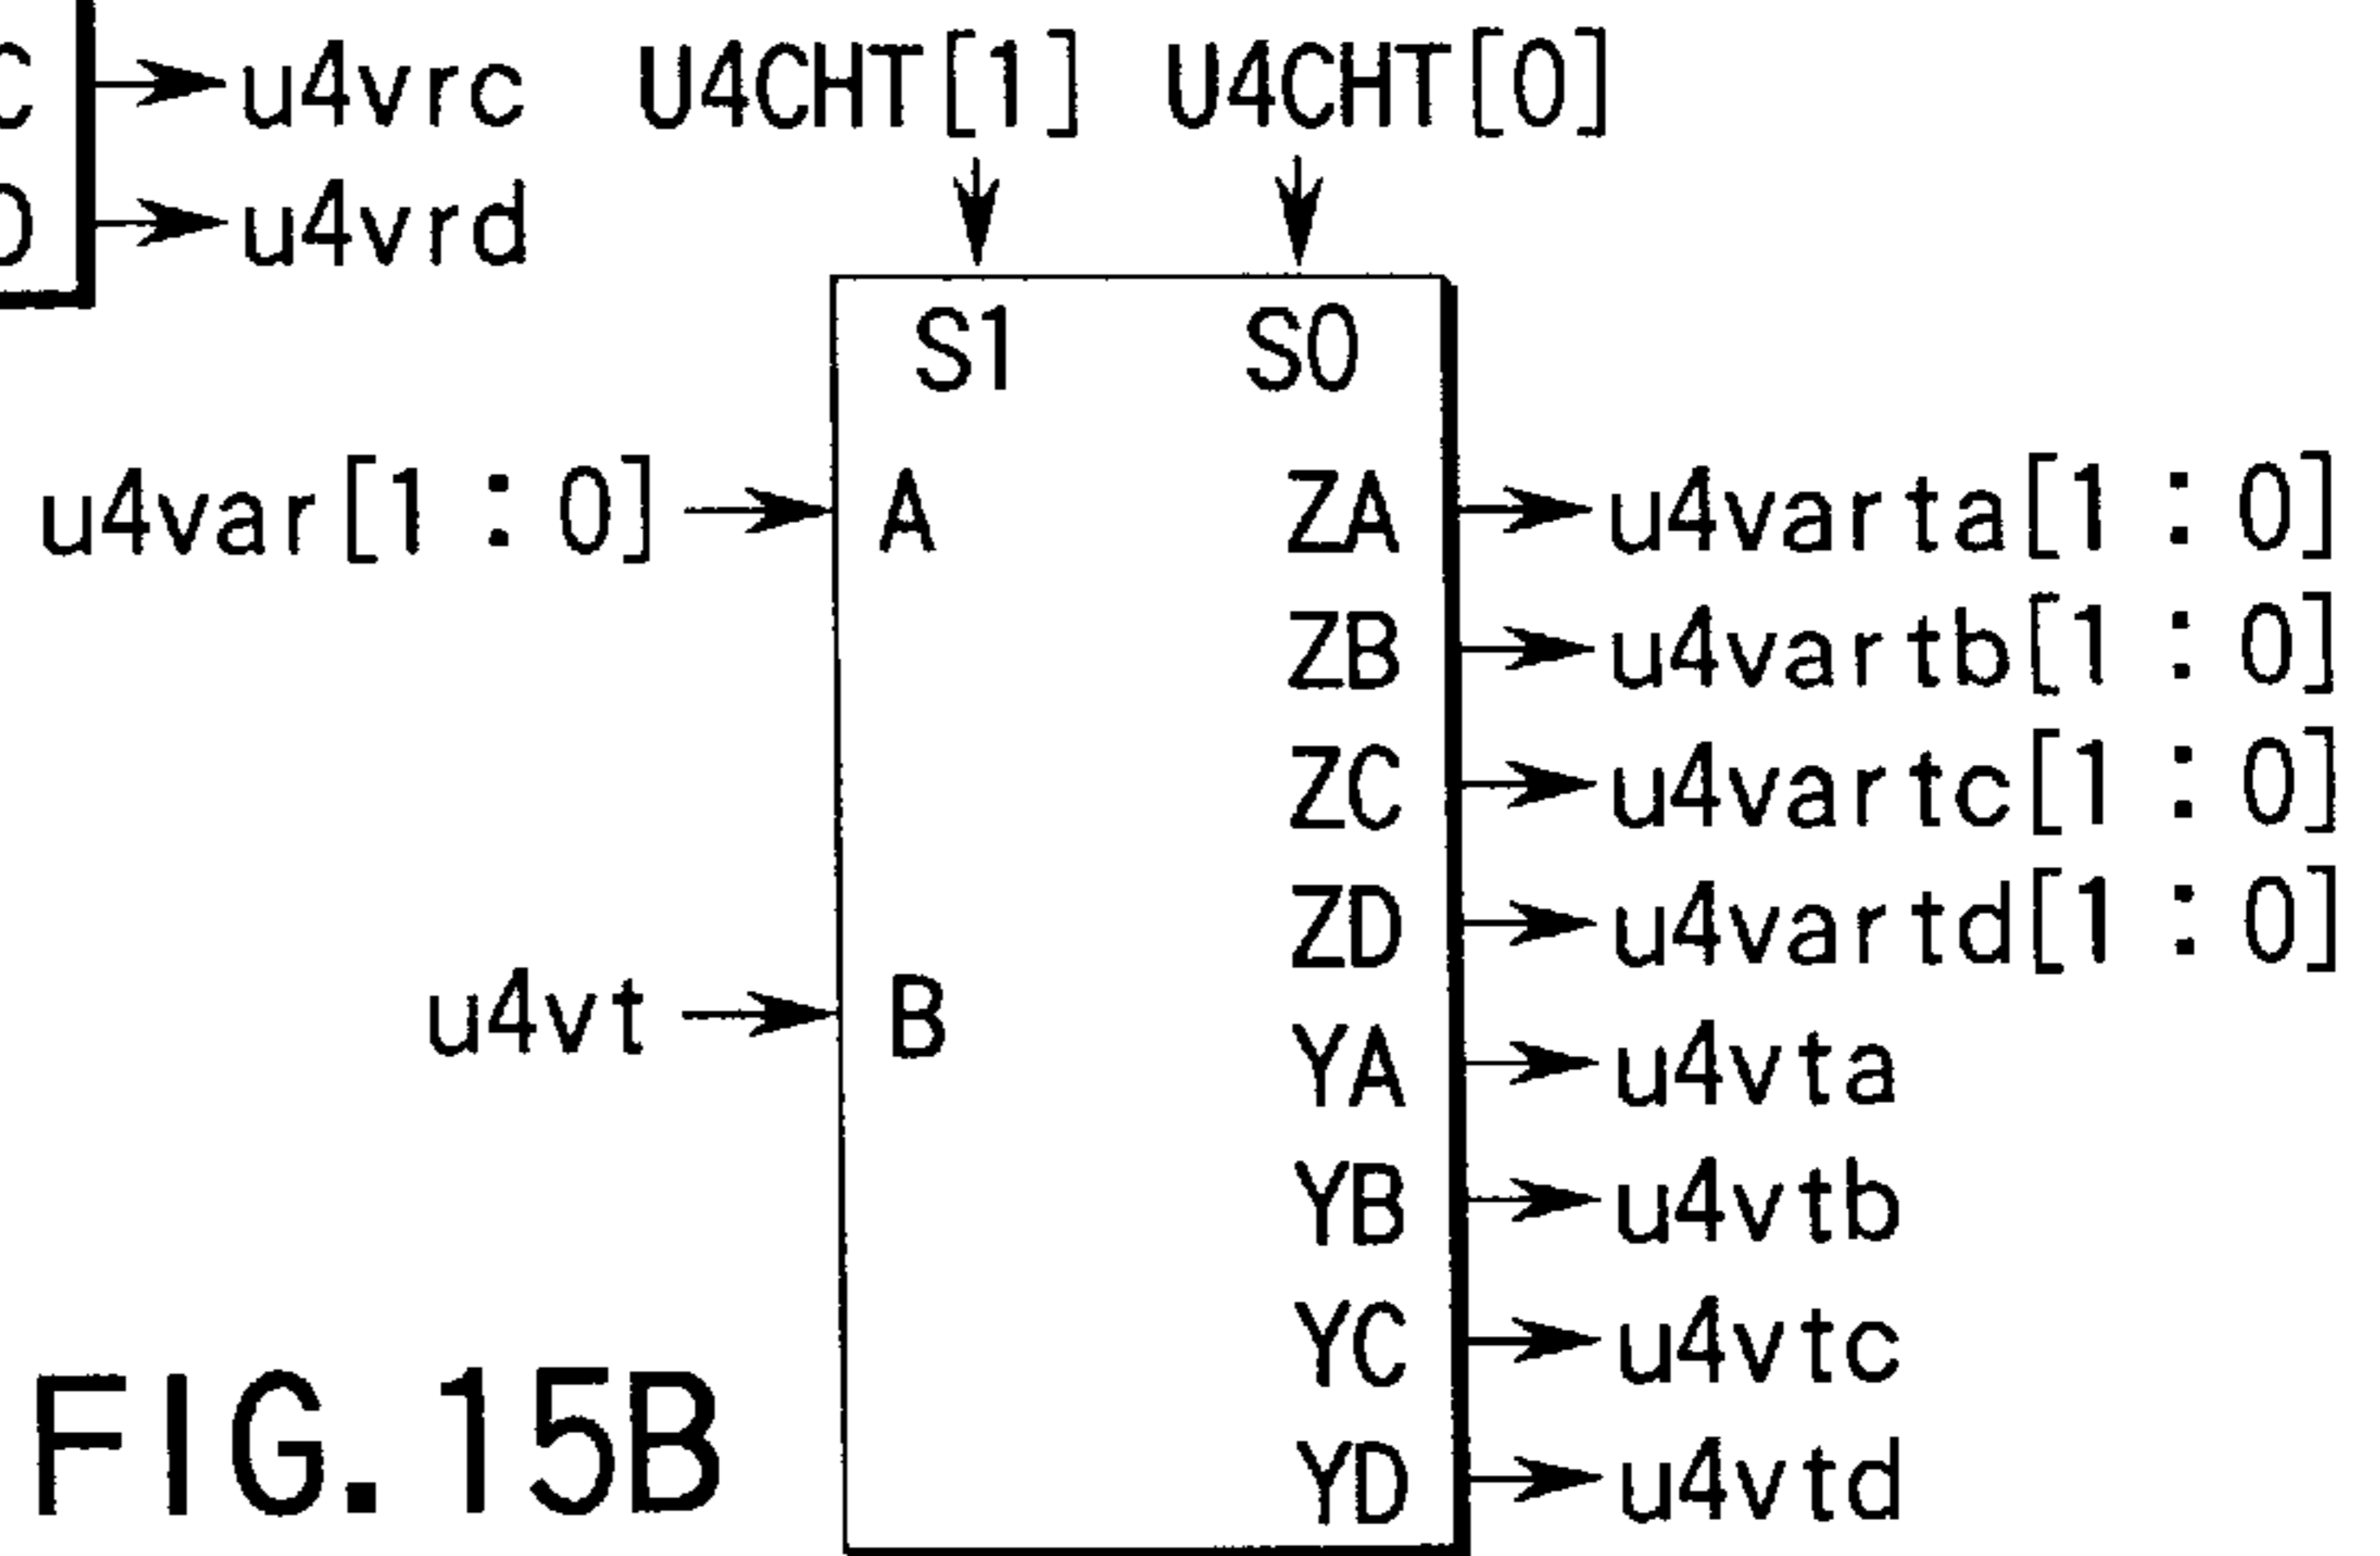 C u4vrc U4CHT[1] U4CHT[0]
D u4vrd
S1 S0
u4var[1:0] A ZA u4varta[1:0]
ZB u4vartb[1:0]
ZC u4vartc[1:0]
ZD u4vartd[1:0]
u4vt B
YA u4vta
YB u4vtb
YC u4vtc
FIG.15B
YD u4vtd